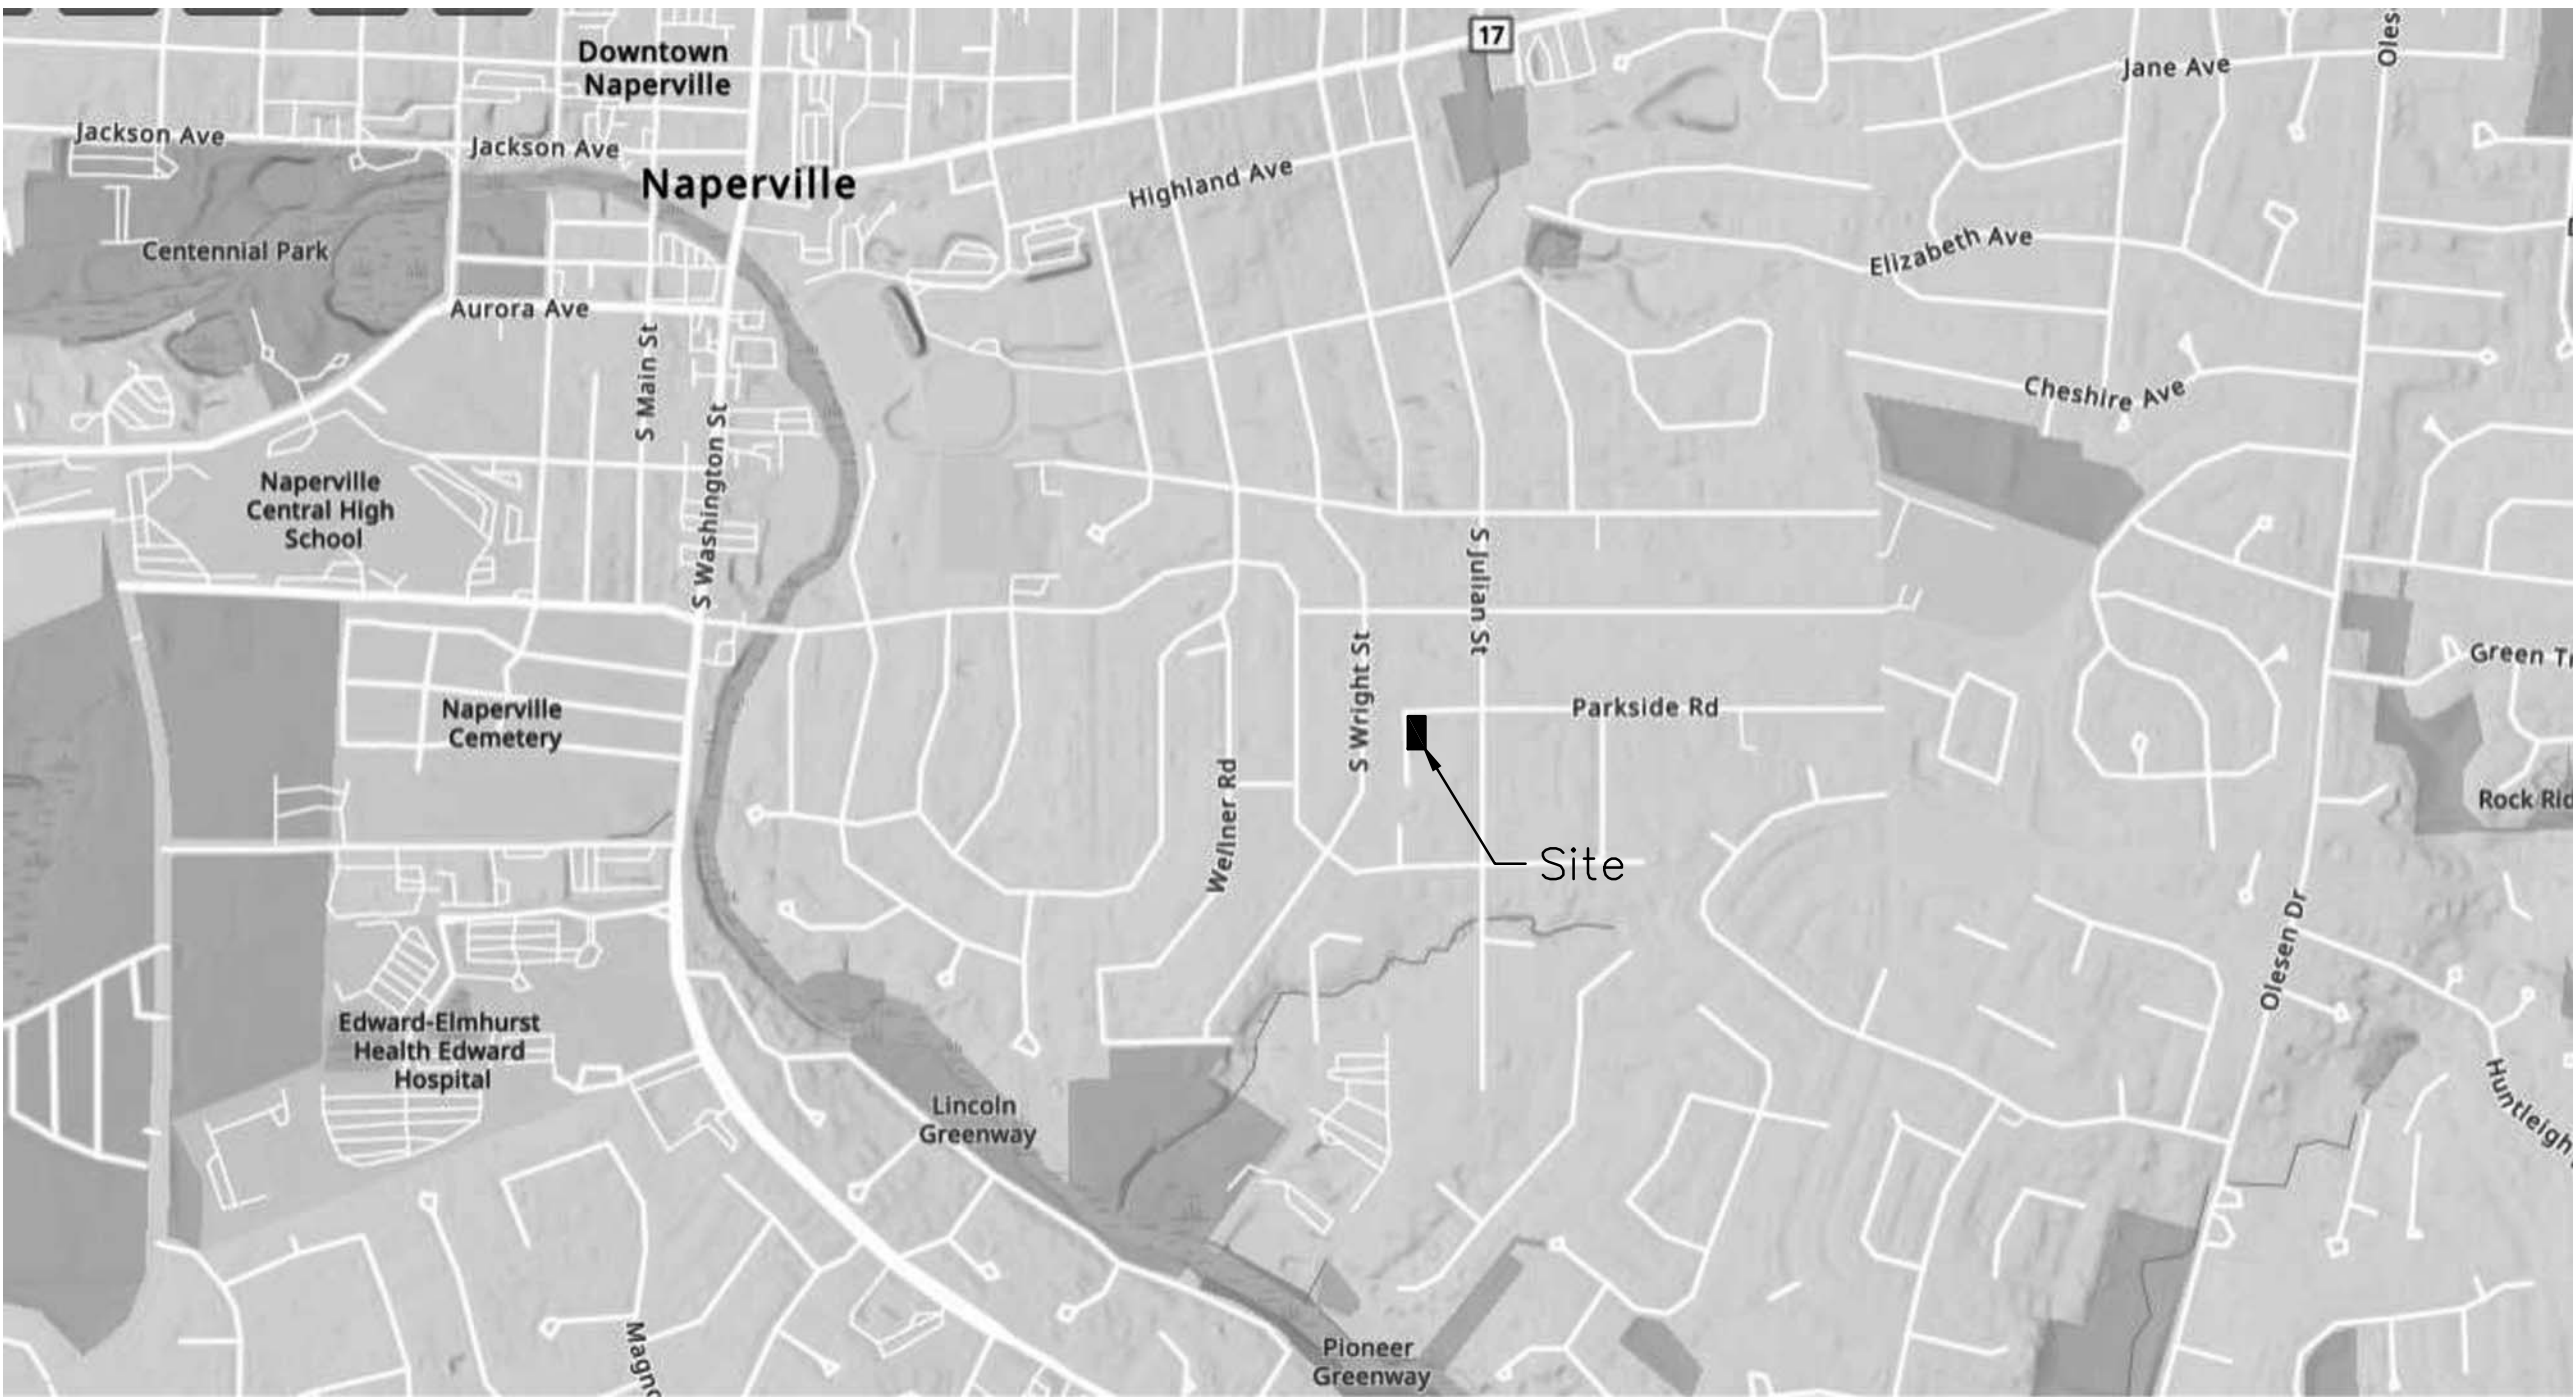 17
Oles
Downtown
Naperville
Jane Ave
Jackson Ave
Jackson Ave
Naperville
Highland Ave
Centennial Park
Elizabeth Ave
Aurora Ave
S Main St
Cheshire Ave
S Washington St
Naperville
Central High
School
S Julian St
S Wright St
Green Tr
Naperville
Cemetery
Parkside Rd
Wellner Rd
Rock Rid
Site
Olesen Dr
Edward-Elmhurst
Health Edward
Hospital
Huntleigh
Lincoln
Greenway
Magno
Pioneer
Greenway